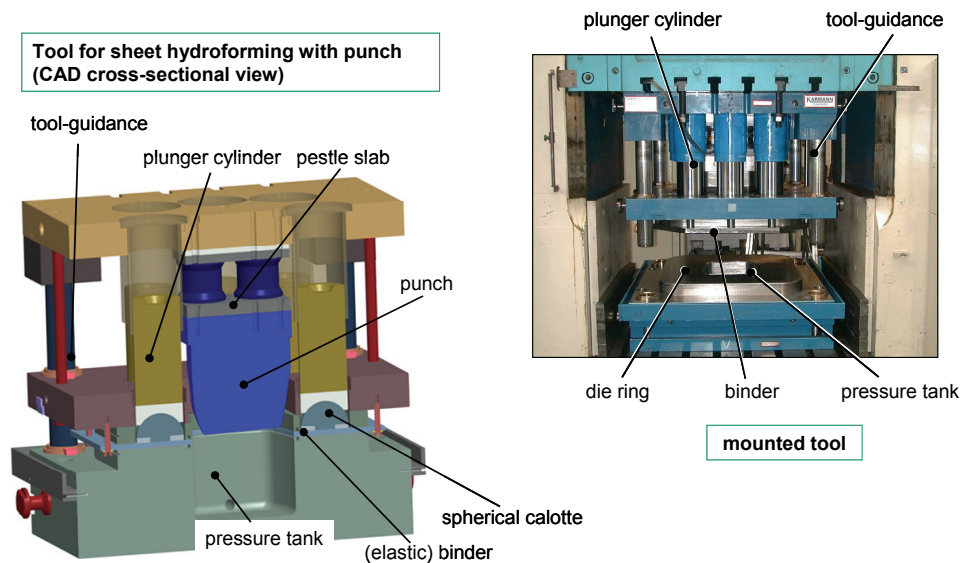 Tool for sheet hydroforming with punch
(CAD cross-sectional view)
tool-guidance
plunger cylinder
pestle slab
punch
spherical calotte
(elastic) binder
pressure tank
plunger cylinder
tool-guidance
KARMANN
die ring
binder
pressure tank
mounted tool